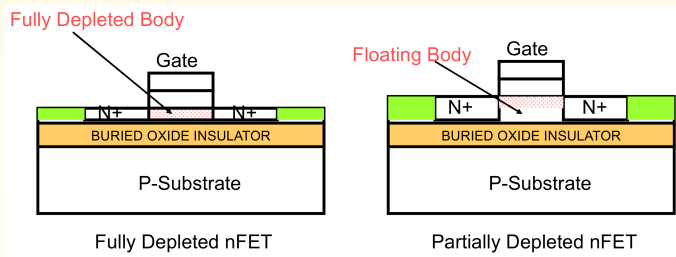 Fully Depleted Body
Gate
N+
N+
BURIED OXIDE INSULATOR
P-Substrate
Fully Depleted nFET
Floating Body
Gate
N+
N+
BURIED OXIDE INSULATOR
P-Substrate
Partially Depleted nFET